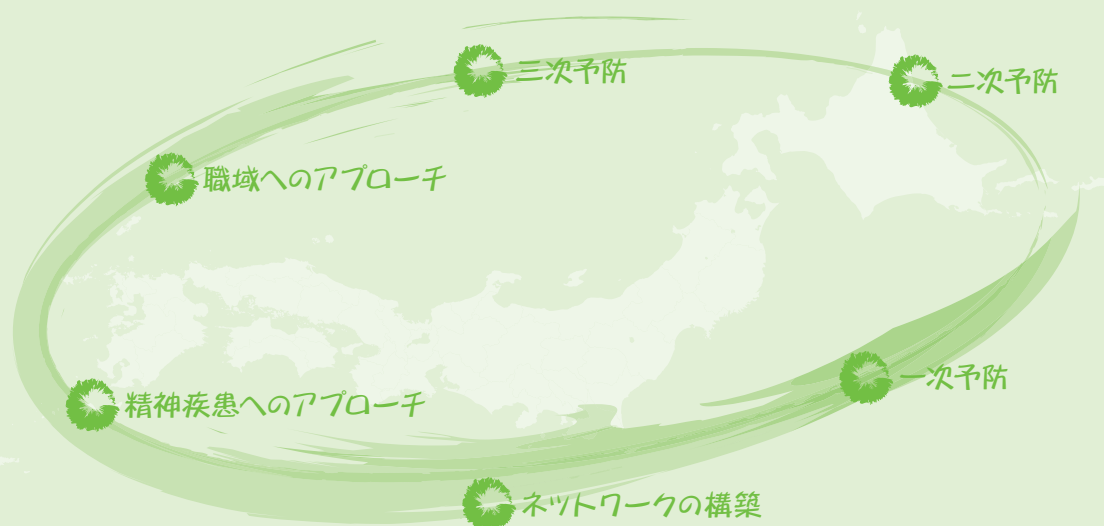 三次予防
二次予防
職域へのアプローチ
一次予防
精神疾患へのアプローチ
ネットワークの構築